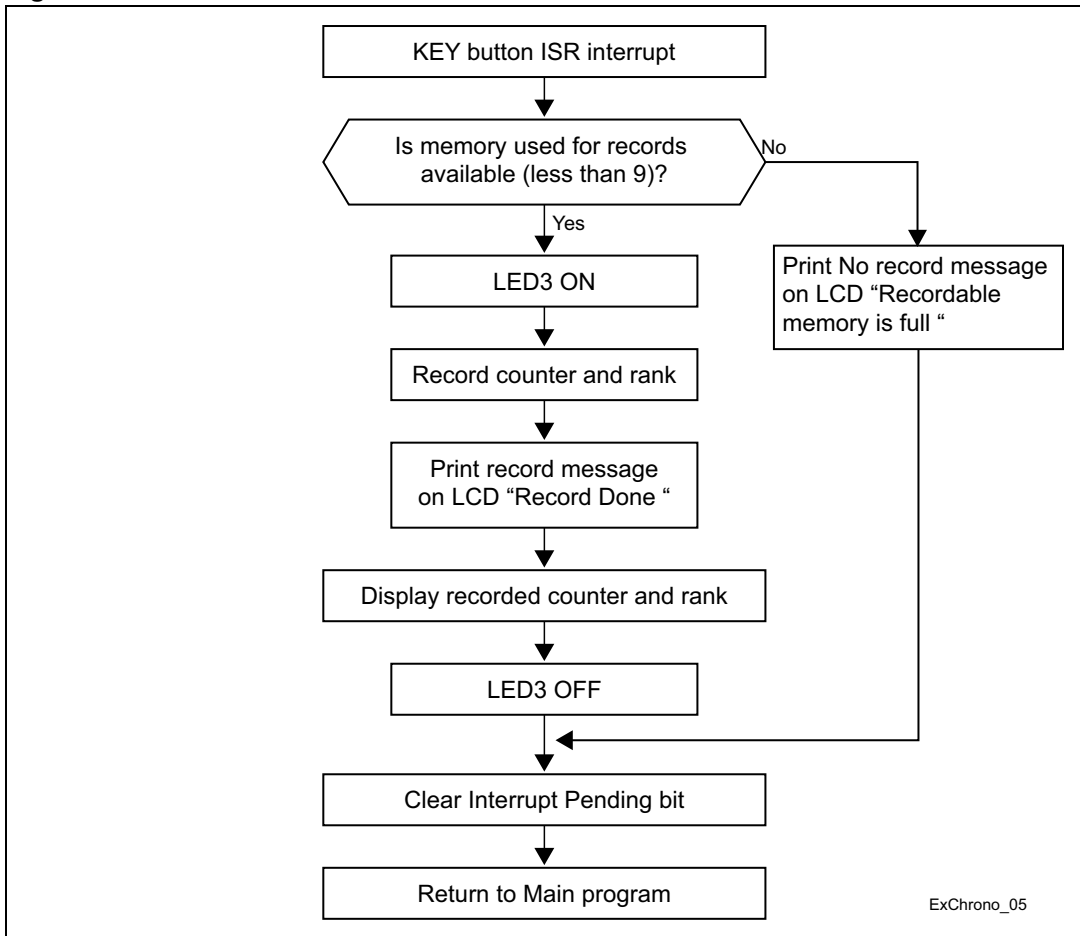 KEY button ISR interrupt
Is memory used for records
available (less than 9)?
No
Yes
LED3 ON
Print No record message
on LCD “Recordable
memory is full “
Record counter and rank
Print record message
on LCD “Record Done “
Display recorded counter and rank
LED3 OFF
Clear Interrupt Pending bit
Return to Main program
ExChrono_05